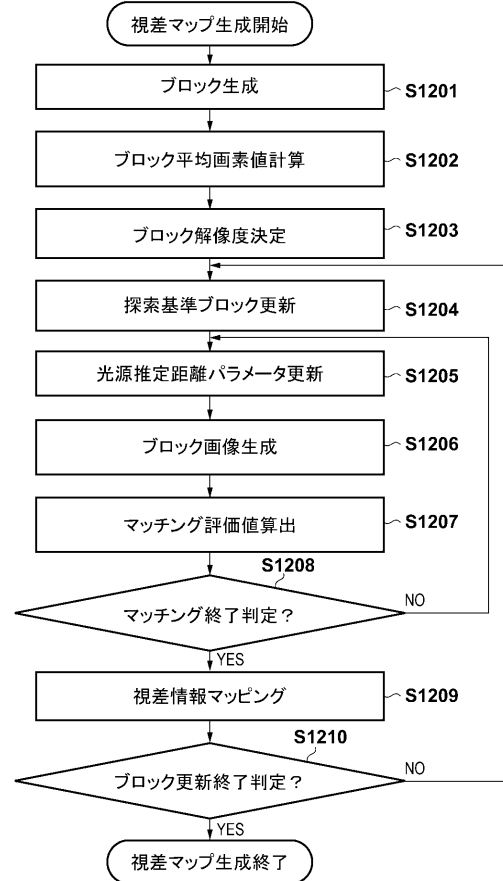 視差マップ生成開始
ブロック生成
S1201
ブロック平均画素値計算
S1202
ブロック解像度決定
S1203
探索基準ブロック更新
S1204
光源推定距離パラメータ更新
S1205
ブロック画像生成
S1206
マッチング評価値算出
S1207
S1208
マッチング終了判定？
NO
YES
視差情報マッピング
S1209
S1210
ブロック更新終了判定？
NO
YES
視差マップ生成終了